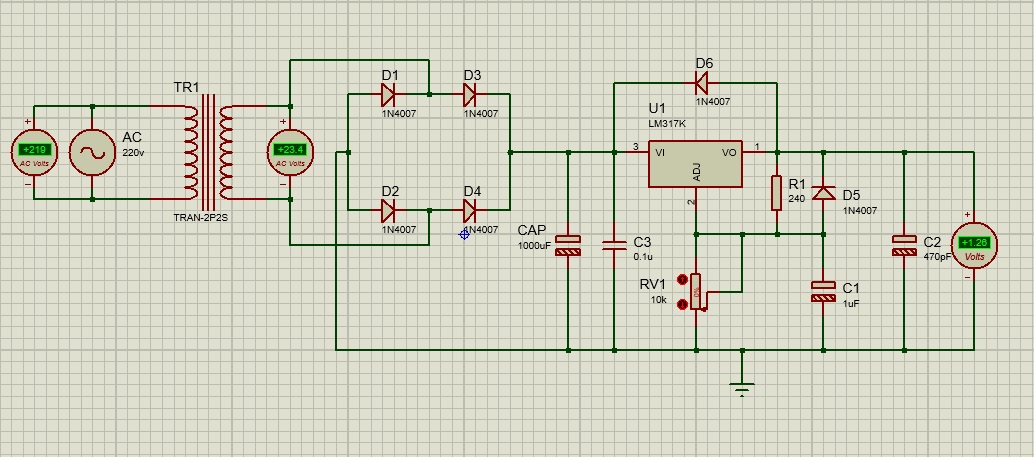 TR1
+219
AC Volts
AC
220v
TRAN-2P2S
+23.4
AC Volts
D1
1N4007
D3
1N4007
D2
1N4007
D4
1N4007
CAP
1000uF
C3
0.1u
D6
1N4007
U1
LM317K
3
VI
VO
1
ADJ
2
R1
240
D5
1N4007
RV1
10k
0%
C1
1uF
C2
470pF
+1.26
Volts